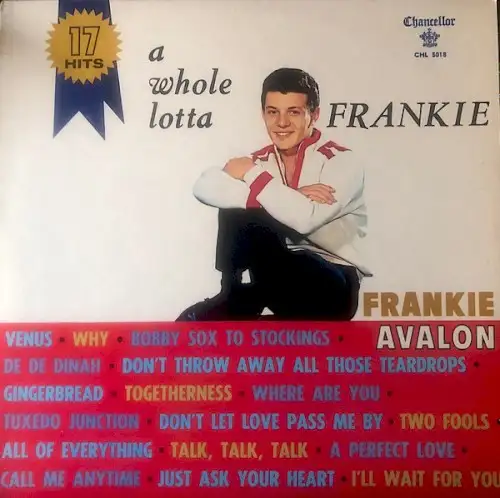 17
HITS
a
whole
lotta
FRANKIE
Chancellor
CHL 5018
FRANKIE
AVALON
VENUS • WHY • BOBBY SOX TO STOCKINGS •
DE DE DINAH • DON'T THROW AWAY ALL THOSE TEARDROPS •
GINGERBREAD • TOGETHERNESS • WHERE ARE YOU •
TUXEDO JUNCTION • DON'T LET LOVE PASS ME BY • TWO FOOLS •
ALL OF EVERYTHING • TALK, TALK, TALK • A PERFECT LOVE •
CALL ME ANYTIME • JUST ASK YOUR HEART • I'LL WAIT FOR YOU